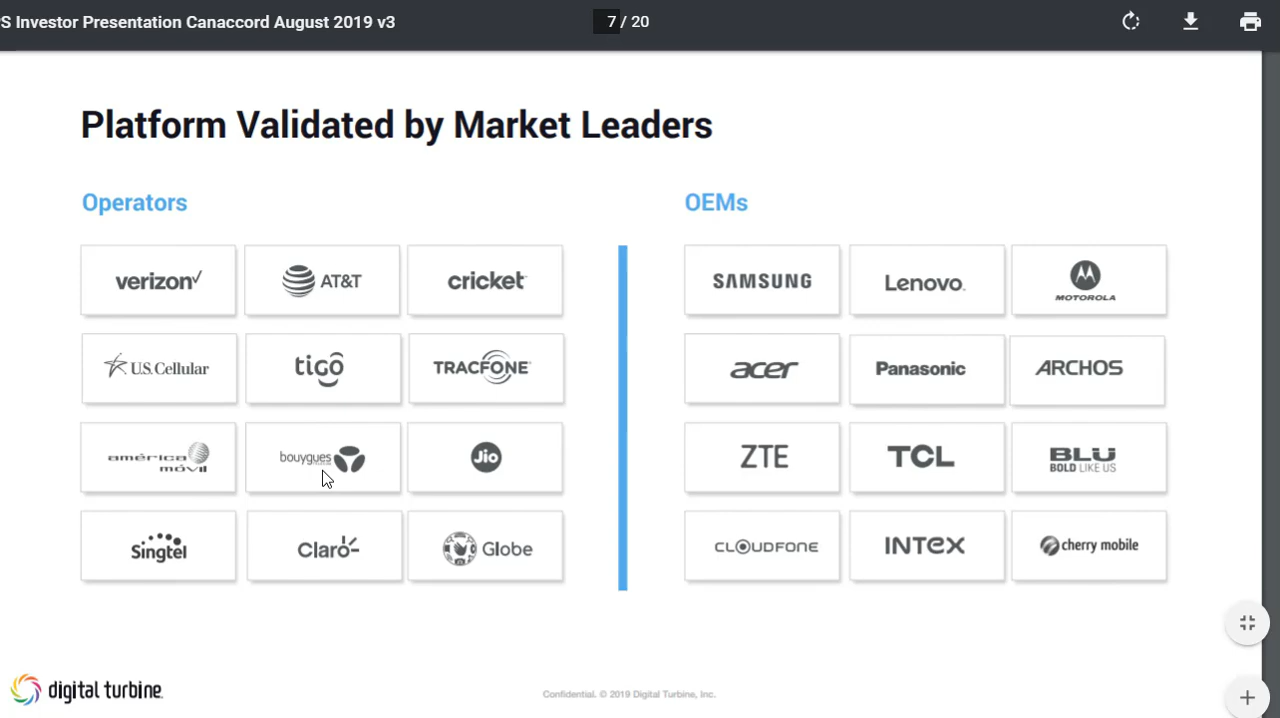 S Investor Presentation Canaccord August 2019 v3
7 / 20
Platform Validated by Market Leaders
Operators
verizon
AT&T
cricket
U.S. Cellular
tigo
TRACFONE
américa
móvil
bouygues
Jio
Singtel
Claro
Globe
OEMs
SAMSUNG
Lenovo
MOTOROLA
acer
Panasonic
ARCHOS
ZTE
TCL
BLU
BOLD LIKE US
CLOUDFONE
INTEX
cherry mobile
digital turbine
Confidential. © 2019 Digital Turbine, Inc.